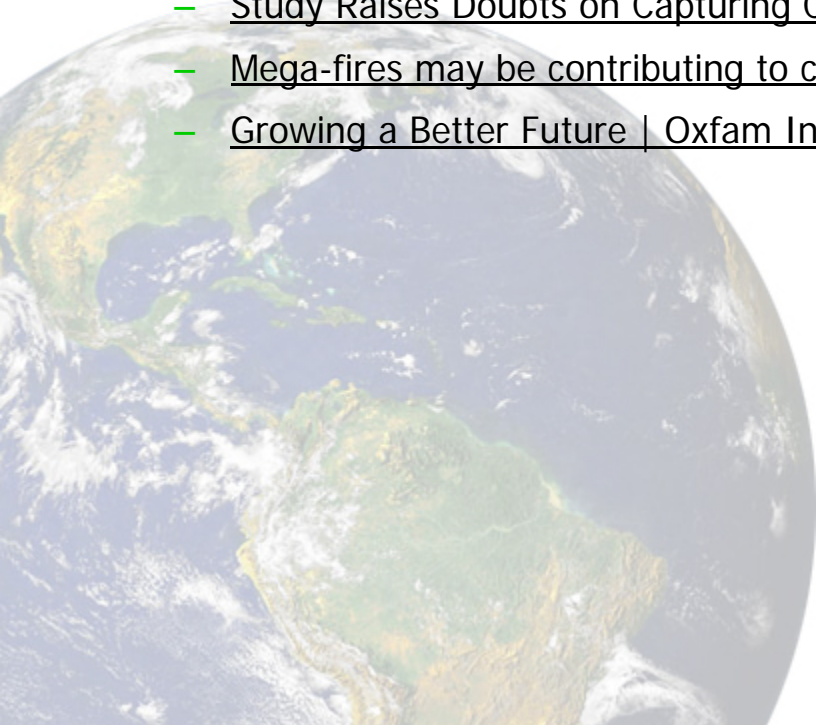 – Study Raises Doubts on Capturing
– Mega-fires may be contributing to
– Growing a Better Future | Oxfam